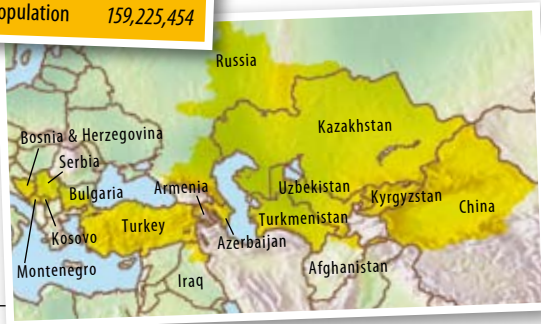 opulation 159,225,454
Russia
Kazakhstan
Bosnia & Herzegovina
Serbia
Bulgaria
Armenia
Uzbekistan
Kyrgyzstan
China
Turkey
Turkmenistan
Kosovo
Azerbaijan
Montenegro
Iraq
Afghanistan